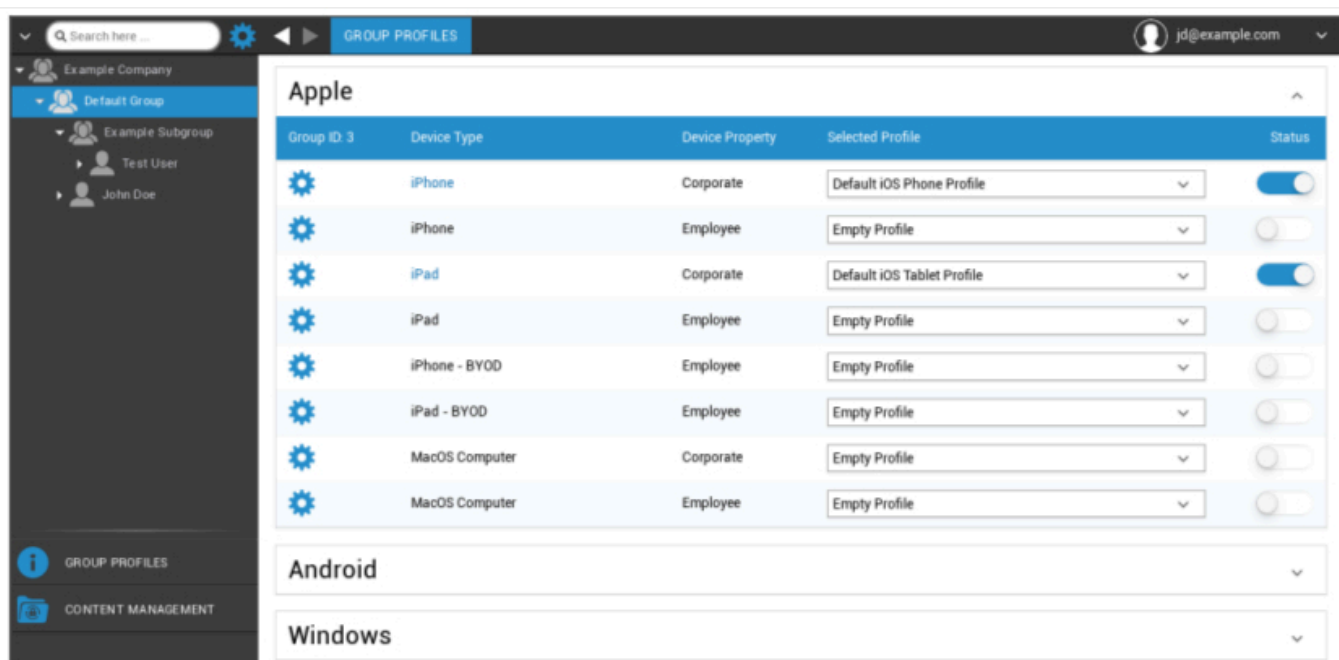 Search here ...
GROUP PROFILES
jd@example.com
Example Company
Default Group
Example Subgroup
Test User
John Doe
GROUP PROFILES
CONTENT MANAGEMENT
Apple
Group ID: 3 Device Type Device Property Selected Profile Status
iPhone Corporate Default iOS Phone Profile
iPhone Employee Empty Profile
iPad Corporate Default iOS Tablet Profile
iPad Employee Empty Profile
iPhone - BYOD Employee Empty Profile
iPad - BYOD Employee Empty Profile
MacOS Computer Corporate Empty Profile
MacOS Computer Employee Empty Profile
Android
Windows